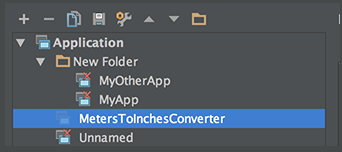 Application
New Folder
MyOtherApp
MyApp
MetersToInchesConverter
Unnamed